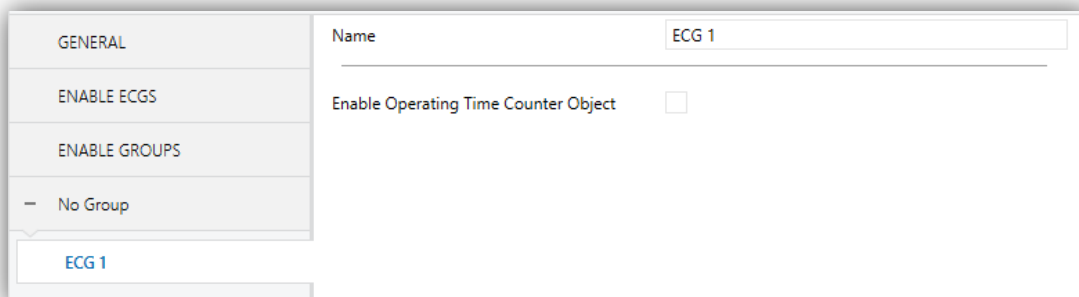 GENERAL
ENABLE ECGS
ENABLE GROUPS
− No Group
ECG 1
Name ECG 1
Enable Operating Time Counter Object